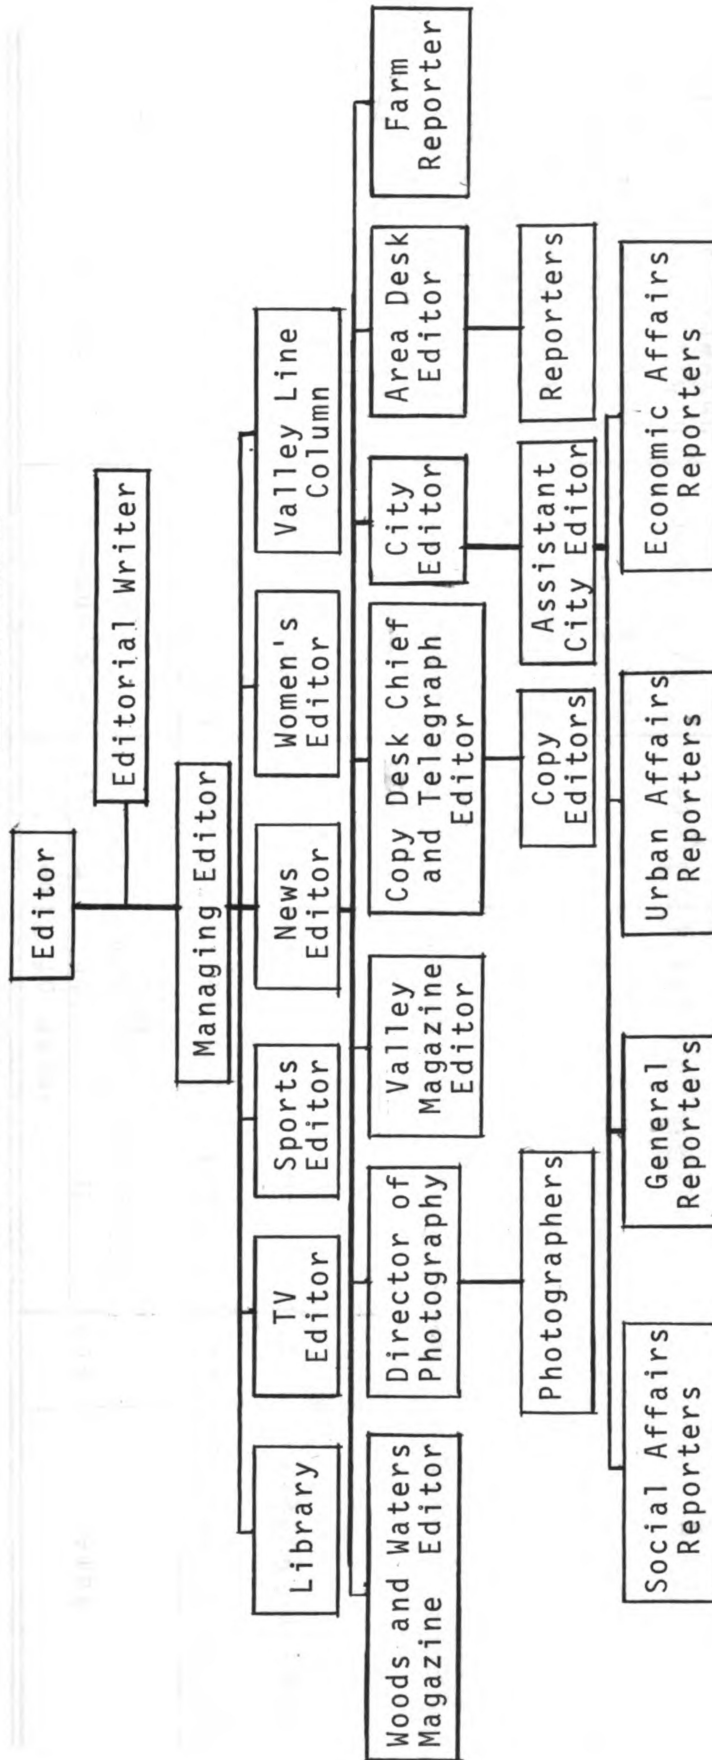 Editor
Editorial Writer
Managing Editor
Library
TV
Editor
Sports
Editor
News
Editor
Women's
Editor
Valley Line
Column
Woods and Waters
Magazine Editor
Director of
Photography
Valley
Magazine
Editor
Copy Desk Chief
and Telegraph
Editor
City
Editor
Area Desk
Editor
Farm
Reporter
Photographers
Copy
Editors
Assistant
City Editor
Reporters
Social Affairs
Reporters
General
Reporters
Urban Affairs
Reporters
Economic Affairs
Reporters